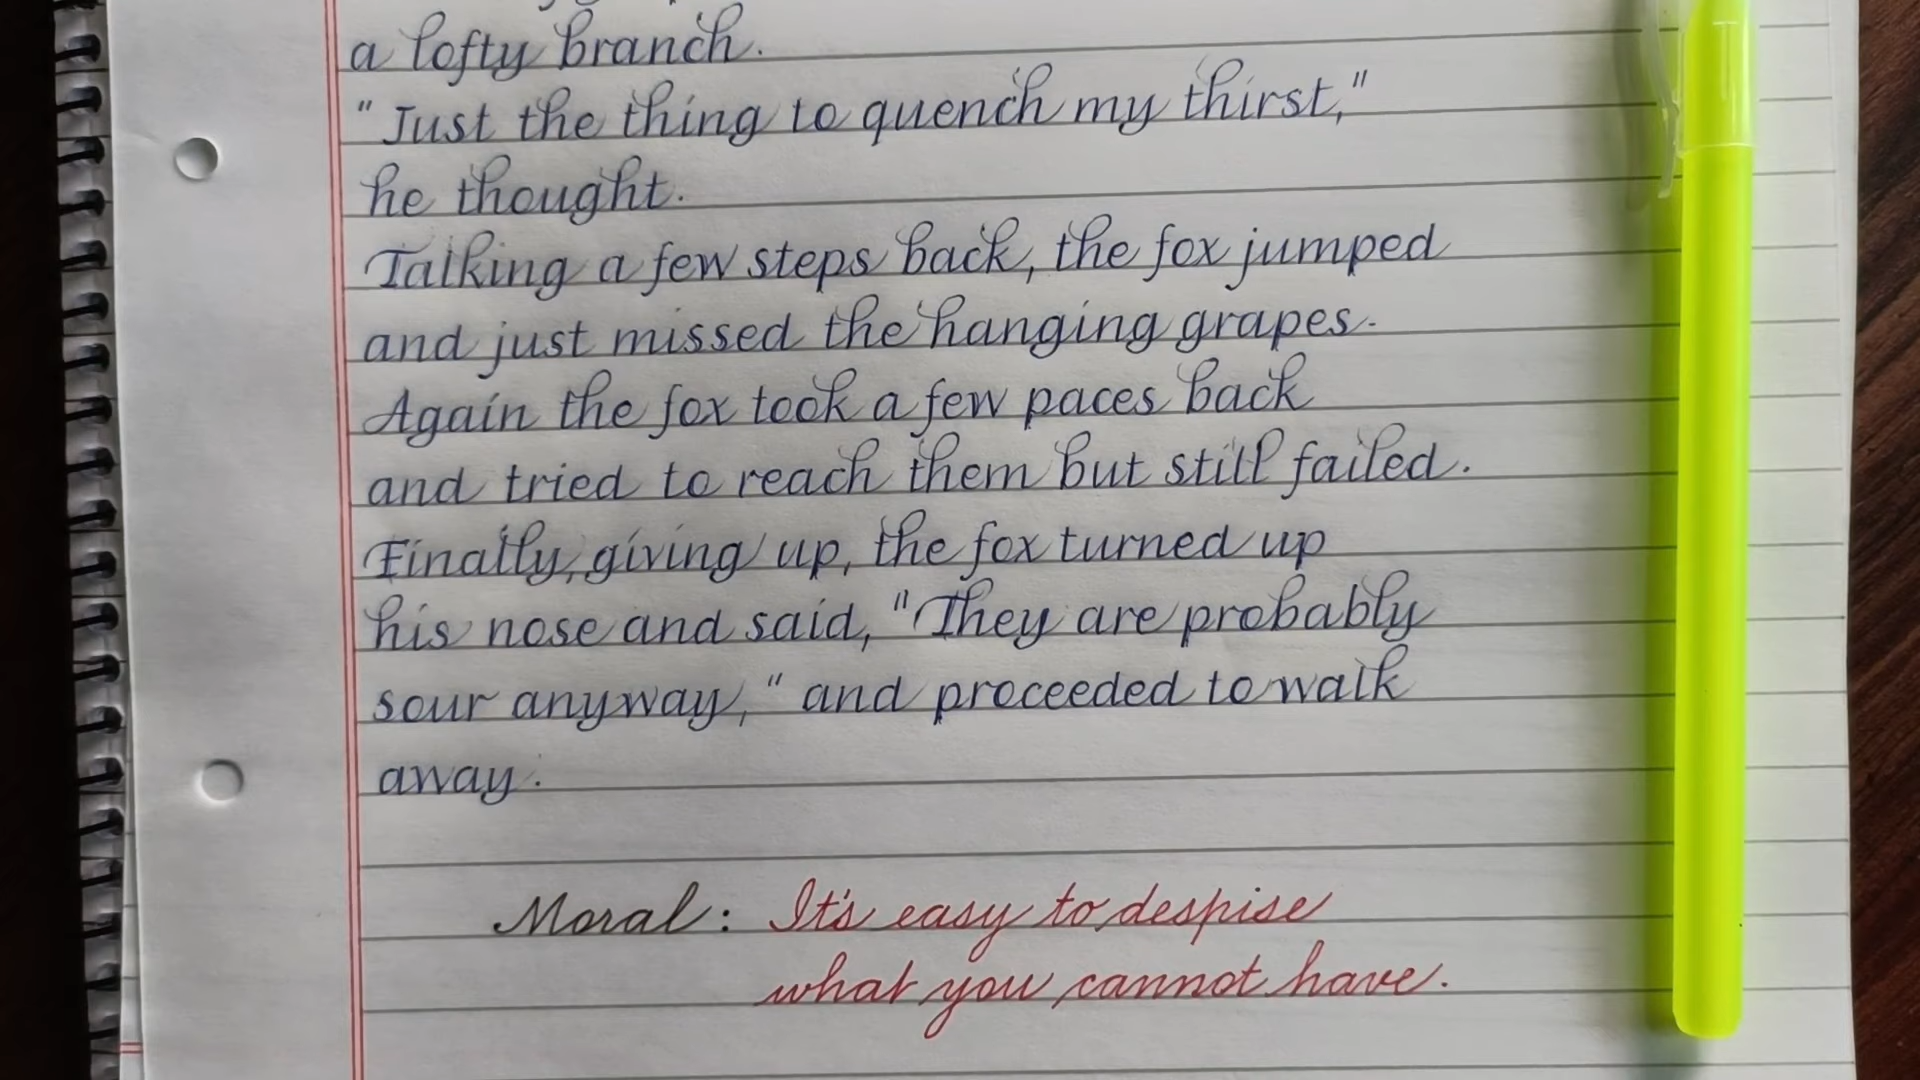 a lofty branch.
"Just the thing to quench my thirst,"
he thought.
Talking a few steps back, the fox jumped
and just missed the hanging grapes.
Again the fox took a few paces back
and tried to reach them but still failed.
Finally, giving up, the fox turned up
his nose and said, "They are probably
sour anyway," and proceeded to walk
away.
Moral: It's easy to despise
what you cannot have.